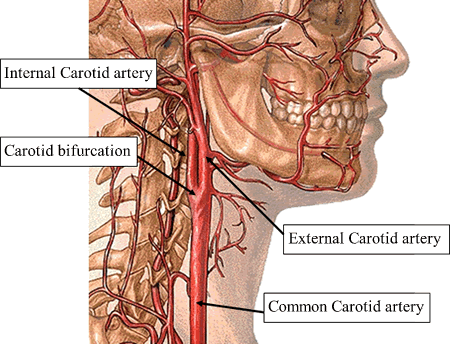 Internal Carotid artery
Carotid bifurcation
External Carotid artery
Common Carotid artery